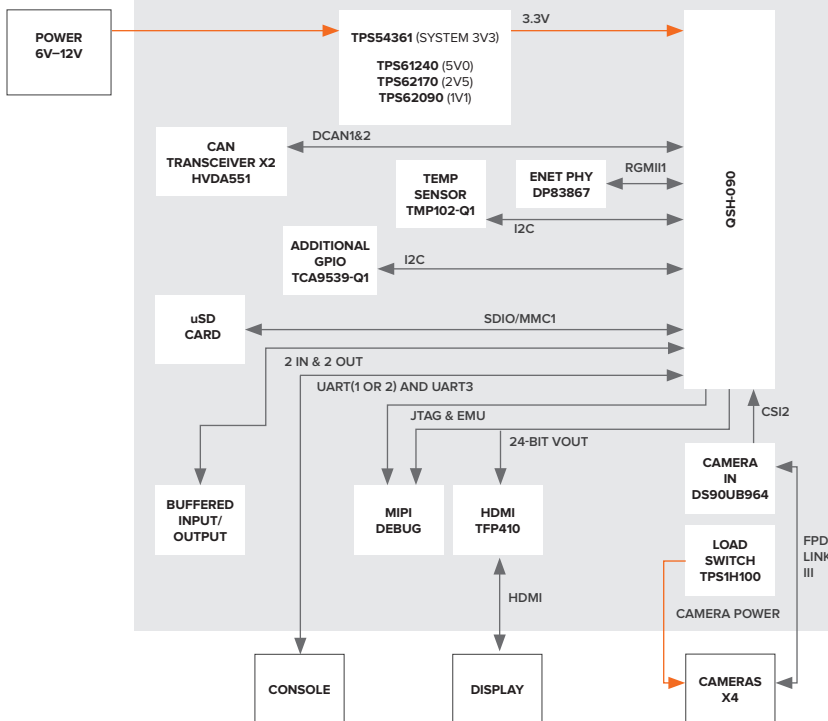 POWER
6V–12V
TPS54361 (SYSTEM 3V3)
TPS61240 (5V0)
TPS62170 (2V5)
TPS62090 (1V1)
3.3V
QSH-090
CAN
TRANSCEIVER X2
HVDA551
DCAN1&2
TEMP
SENSOR
TMP102-Q1
ENET PHY
DP83867
RGMII1
I2C
ADDITIONAL
GPIO
TCA9539-Q1
I2C
uSD
CARD
SDIO/MMC1
2 IN & 2 OUT
UART(1 OR 2) AND UART3
JTAG & EMU
24-BIT VOUT
CSI2
BUFFERED
INPUT/
OUTPUT
MIPI
DEBUG
HDMI
TFP410
CAMERA
IN
DS90UB964
LOAD
SWITCH
TPS1H100
FPD
LINK
III
HDMI
CAMERA POWER
CONSOLE
DISPLAY
CAMERAS
X4